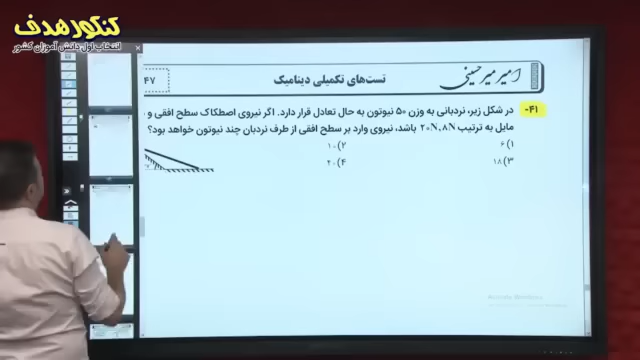 کنکور هدف
انتخاب اول دانش آموزان کشور
امیر میرحسینی
تست‌های تکمیلی دینامیک
۴۷
۴۱- در شکل زیر، نردبانی به وزن ۵۰ نیوتون به حال تعادل قرار دارد. اگر نیروی اصطکاک سطح افقی و
مایل به ترتیب ۸N، ۲۰N باشد، نیروی وارد بر سطح افقی از طرف نردبان چند نیوتون خواهد بود؟
۱) ۶
۲) ۱۰
۳) ۱۸
۴) ۲۰